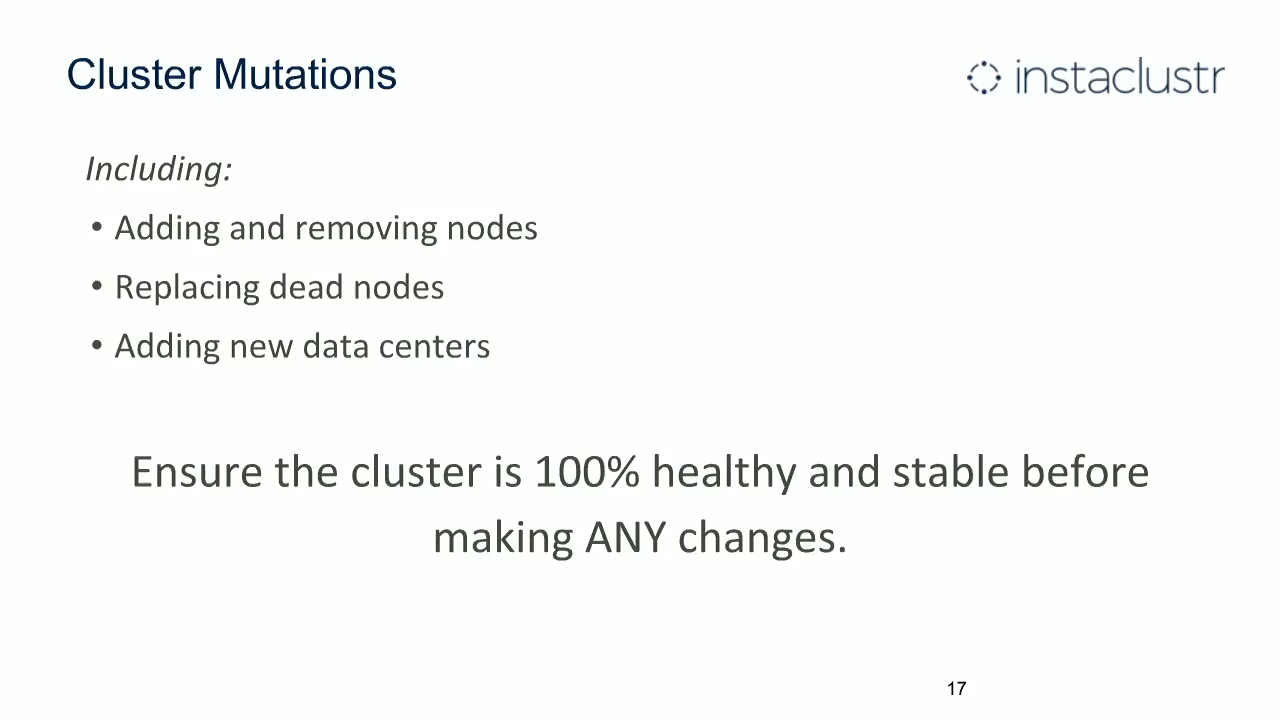 Cluster Mutations
instaclustr
Including:
• Adding and removing nodes
• Replacing dead nodes
• Adding new data centers
Ensure the cluster is 100% healthy and stable before
making ANY changes.
17